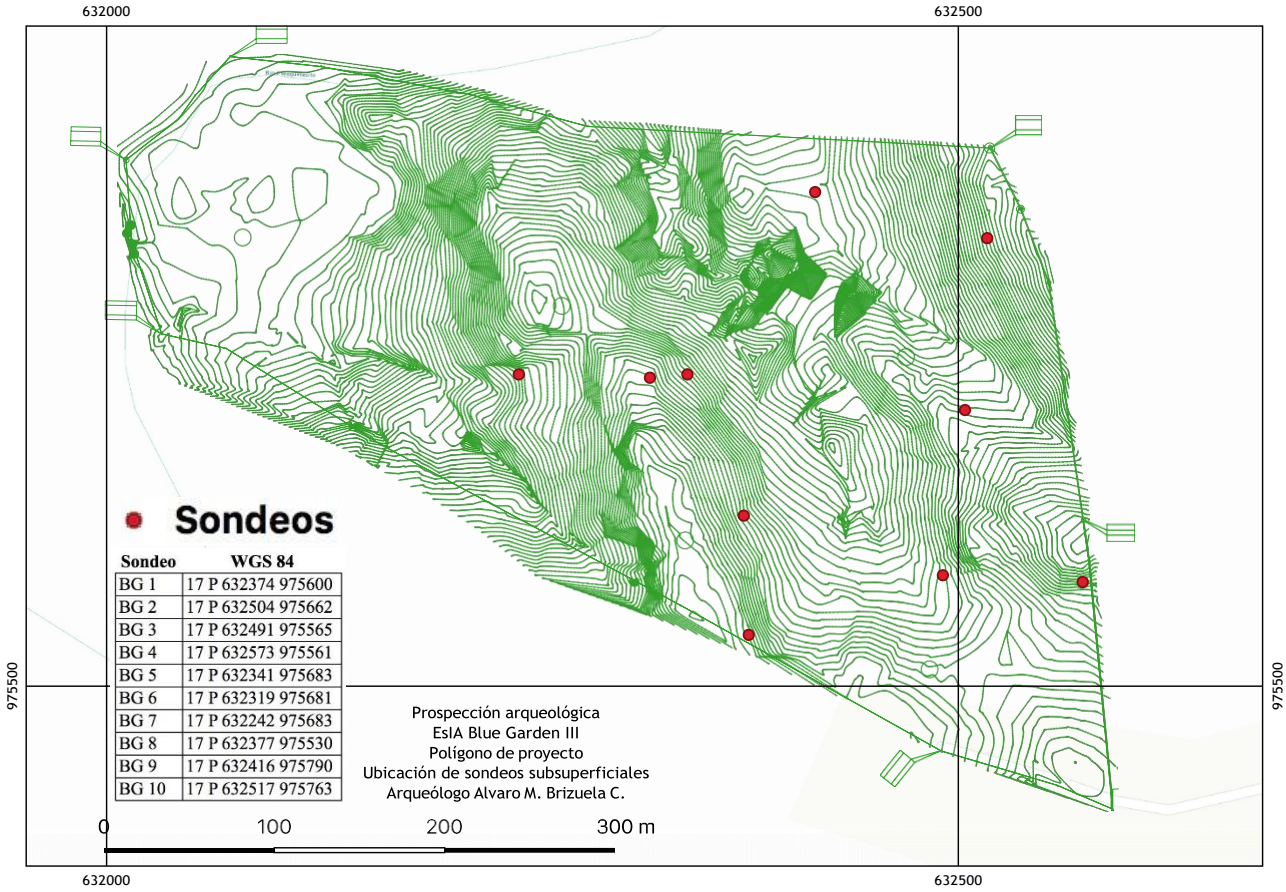 632000
632500
975500
975500
Sondeos
Sondeo WGS 84
BG 1 17 P 632374 975600
BG 2 17 P 632504 975662
BG 3 17 P 632491 975565
BG 4 17 P 632573 975561
BG 5 17 P 632341 975683
BG 6 17 P 632319 975681
BG 7 17 P 632242 975683
BG 8 17 P 632377 975530
BG 9 17 P 632416 975790
BG 10 17 P 632517 975763
Prospección arqueológica
EsIA Blue Garden III
Polígono de proyecto
Ubicación de sondeos subsuperficiales
Arqueólogo Alvaro M. Brizuela C.
0 100 200 300 m
632000
632500